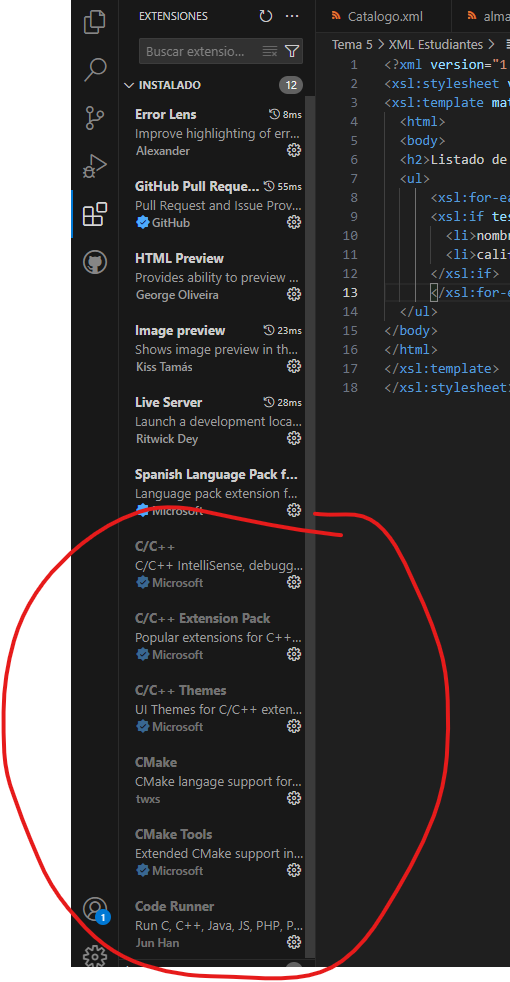 EXTENSIONES
Buscar extensio...
INSTALADO 12
Error Lens 8ms
Improve highlighting of err...
Alexander
GitHub Pull Reque... 55ms
Pull Request and Issue Prov...
GitHub
HTML Preview
Provides ability to preview ...
George Oliveira
Image preview 23ms
Shows image preview in th...
Kiss Tamás
Live Server 28ms
Launch a development loca...
Ritwick Dey
Spanish Language Pack f...
Language pack extension f...
Microsoft
C/C++
C/C++ IntelliSense, debugg...
Microsoft
C/C++ Extension Pack
Popular extensions for C++...
Microsoft
C/C++ Themes
UI Themes for C/C++ exten...
Microsoft
CMake
CMake langage support for...
twxs
CMake Tools
Extended CMake support in...
Microsoft
Code Runner
Run C, C++, Java, JS, PHP, P...
Jun Han
1
Catalogo.xml alma
Tema 5 > XML Estudiantes >
1 <?xml version="1
2 <xsl:stylesheet v
3 <xsl:template mat
4 <html>
5 <body>
6 <h2>Listado de
7 <ul>
8 <xsl:for-ea
9 <xsl:if tes
10 <li>nombr
11 <li>cali
12 </xsl:if>
13 </xsl:for-e
14 </ul>
15 </body>
16 </html>
17 </xsl:template>
18 </xsl:stylesheet